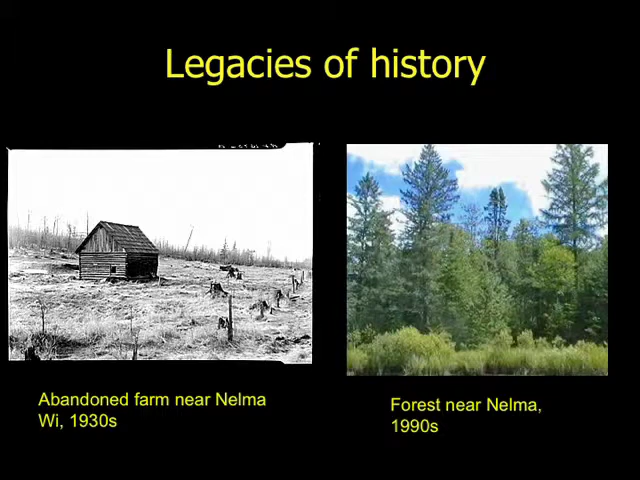 Legacies of history
Abandoned farm near Nelma
Wi, 1930s
Forest near Nelma,
1990s